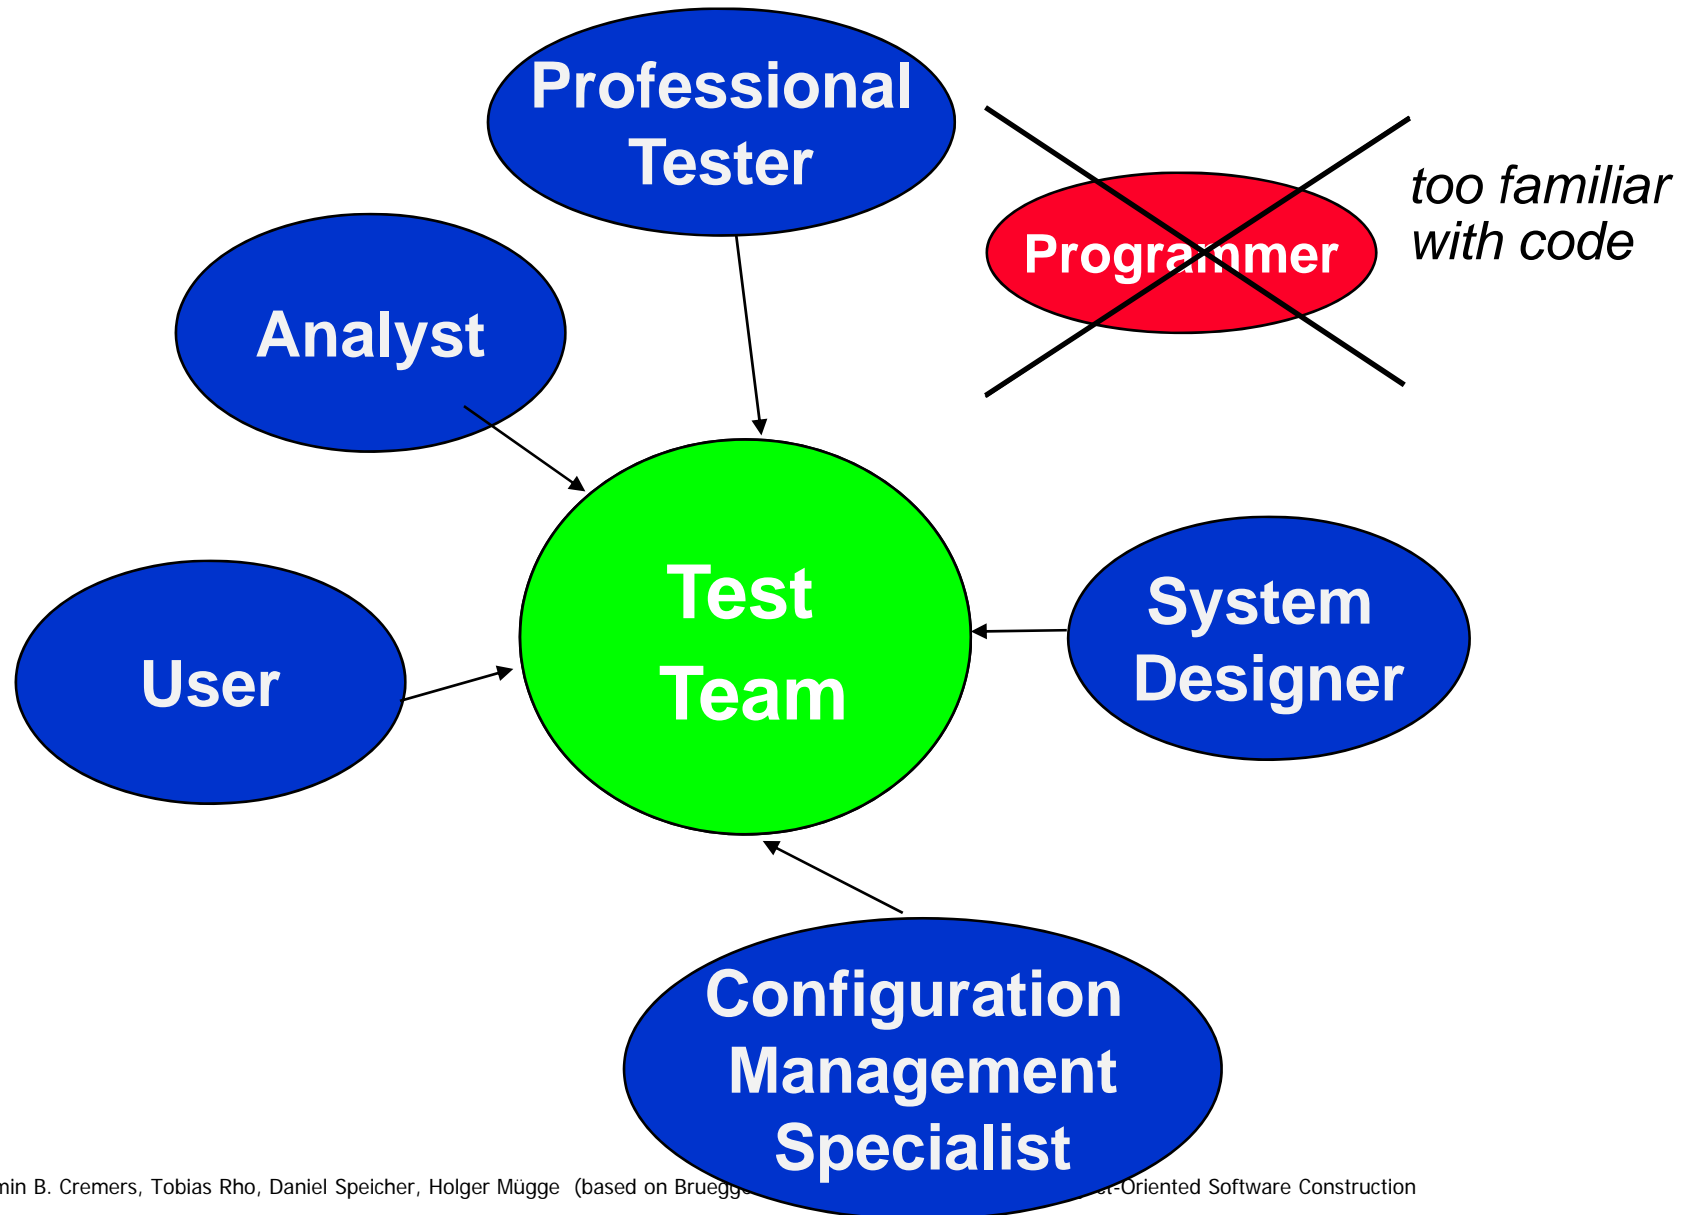 Professional
Tester
too familiar
with code
Programmer
Analyst
Test
Team
System
Designer
User
Configuration
Management
Specialist
B. Cremers, Tobias Rho, Daniel Speicher, Holger Mügge (based on -Oriented Software Construction